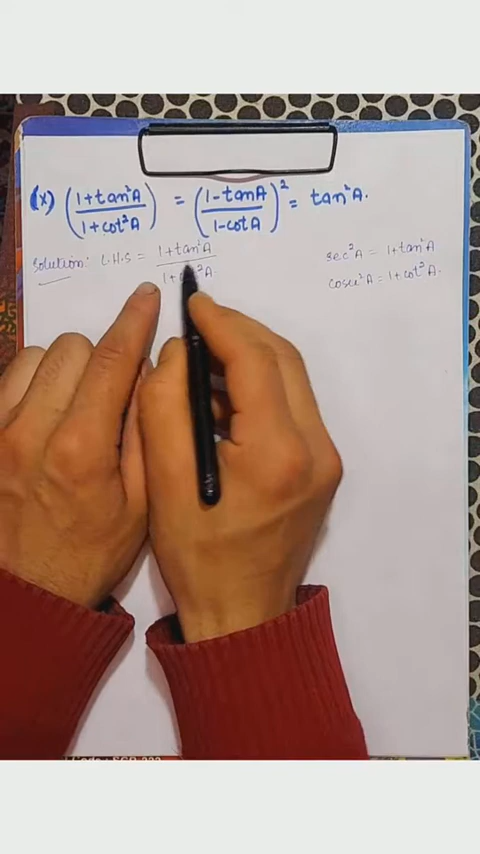 (x) (1+tan²A / 1+cot²A) = (1-tanA / 1-cotA)² = tan²A.
Solution: L.H.S = 1+tan²A / 1+cot²A.
sec²A = 1+tan²A
cosec²A = 1+cot²A.